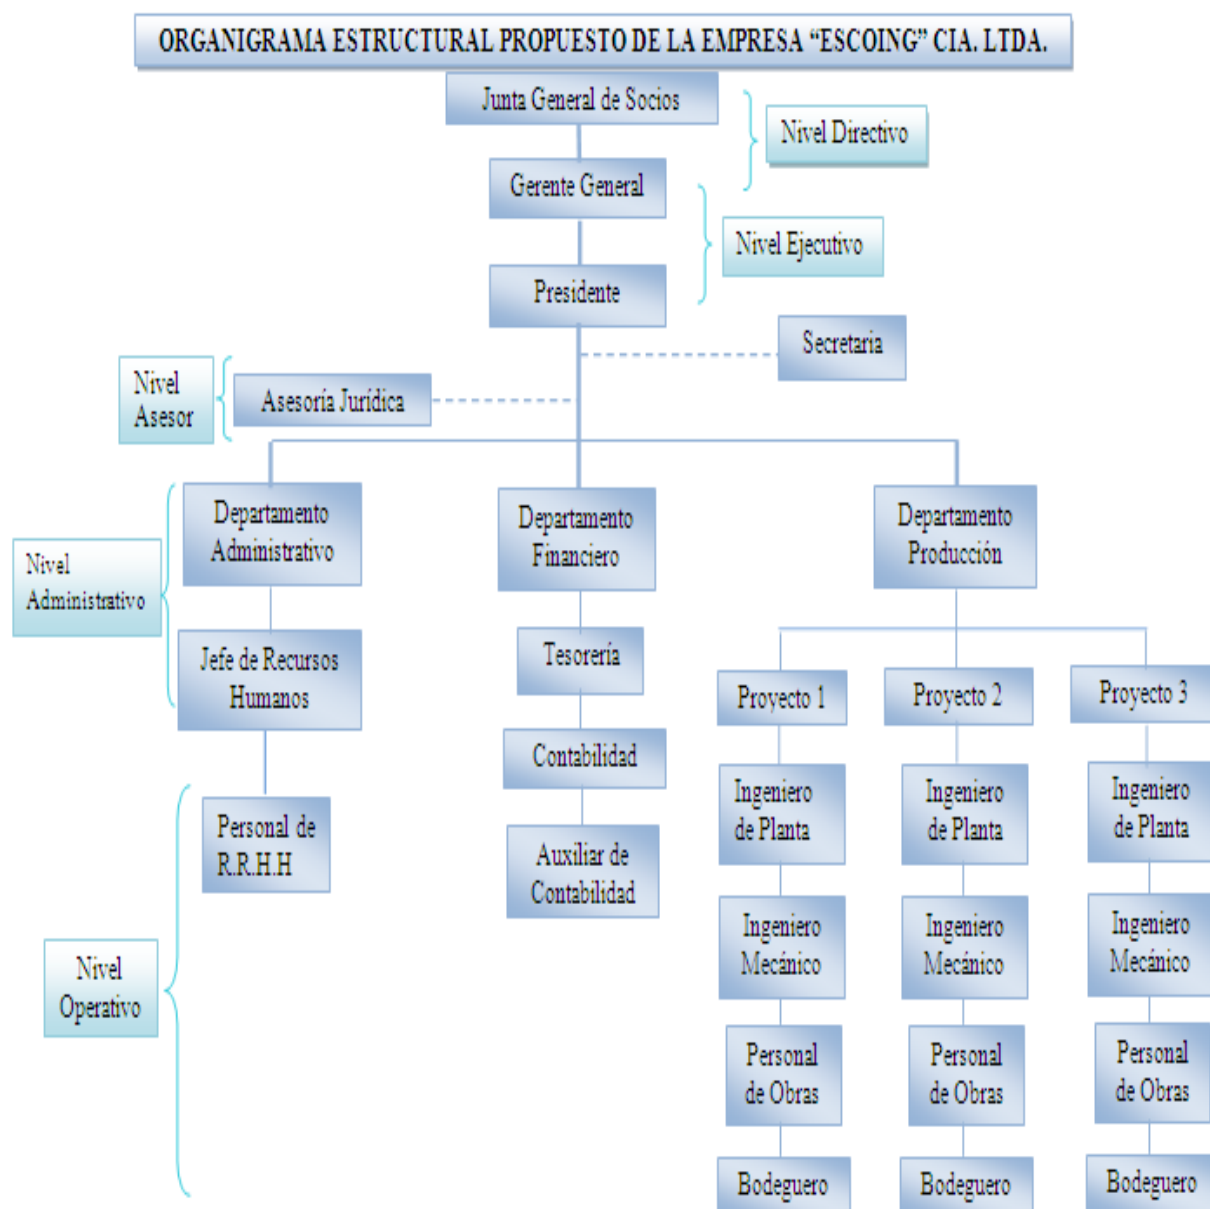 ORGANIGRAMA ESTRUCTURAL PROPUESTO DE LA EMPRESA “ESCOING” CIA. LTDA.
Junta General de Socios
Nivel Directivo
Gerente General
Nivel Ejecutivo
Presidente
Secretaria
Nivel
Asesor
Asesoría Jurídica
Departamento
Administrativo
Departamento
Financiero
Departamento
Producción
Nivel
Administrativo
Jefe de Recursos
Humanos
Tesorería
Proyecto 1
Proyecto 2
Proyecto 3
Contabilidad
Ingeniero
de Planta
Ingeniero
de Planta
Ingeniero
de Planta
Personal de
R.R.H.H
Auxiliar de
Contabilidad
Ingeniero
Mecánico
Ingeniero
Mecánico
Ingeniero
Mecánico
Nivel
Operativo
Personal
de Obras
Personal
de Obras
Personal
de Obras
Bodeguero
Bodeguero
Bodeguero